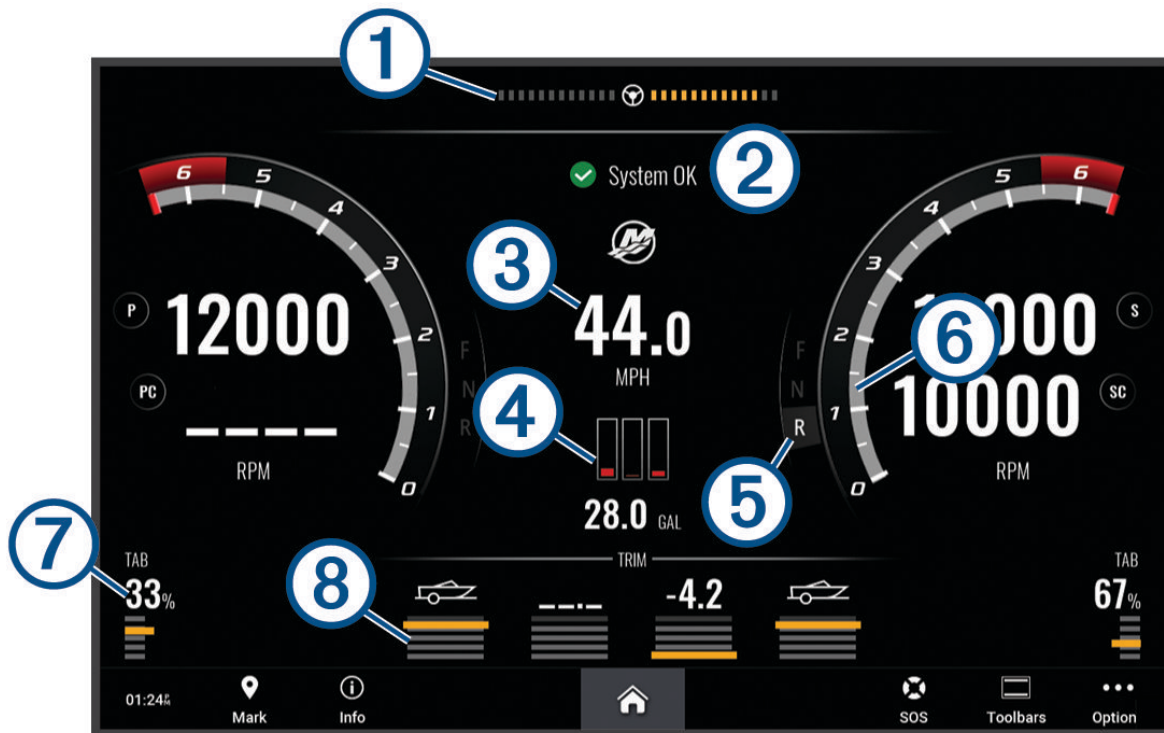 1
2
System OK
6
5
4
3
2
1
0
5
6
4
3
2
1
0
3
44.0
MPH
P
12000
PC
– – – –
RPM
F
N
R
F
N
R
S
6
10000
SC
RPM
4
5
28.0 GAL
7
TAB
33%
8
TRIM
--.-
-4.2
TAB
67%
01:24PM
Mark
Info
SOS
Toolbars
Option